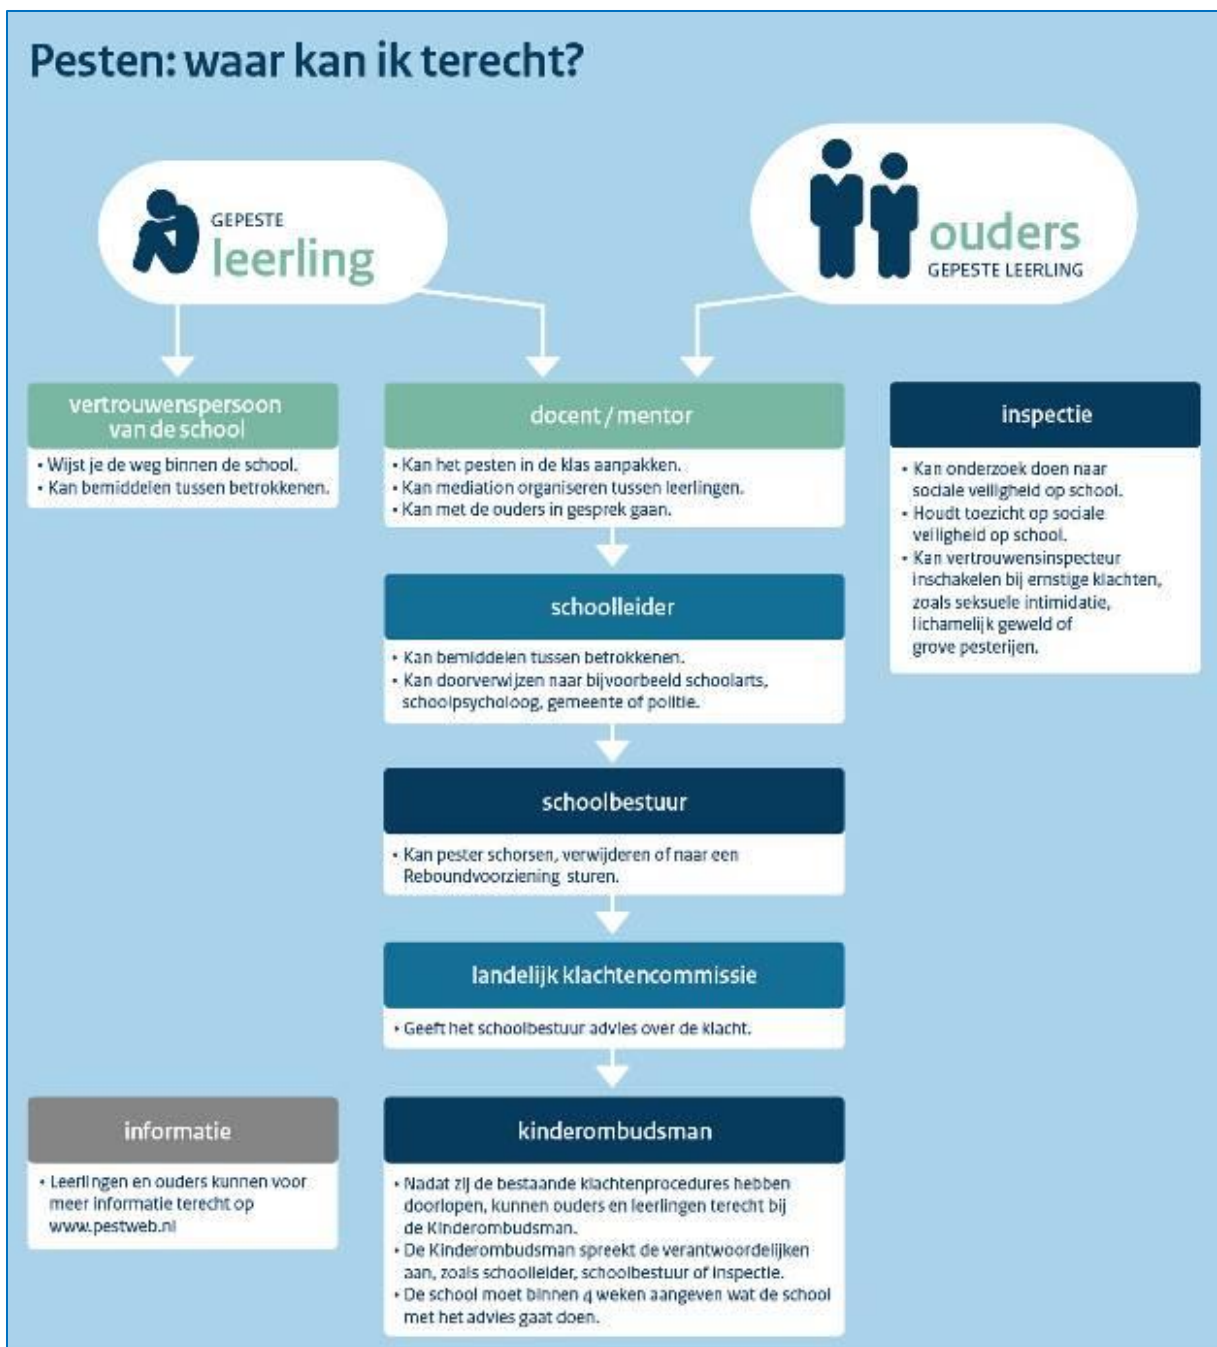 Pesten: waar kan ik terecht?
GEPESTE
leerling
ouders
GEPESTE LEERLING
vertrouwenspersoon
van de school
• Wijst je de weg binnen de school.
• Kan bemiddelen tussen betrokkenen.
docent / mentor
• Kan het pesten in de klas aanpakken.
• Kan mediation organiseren tussen leerlingen.
• Kan met de ouders in gesprek gaan.
inspectie
• Kan onderzoek doen naar
sociale veiligheid op school.
• Houdt toezicht op sociale
veiligheid op school.
• Kan vertrouwensinspecteur
inschakelen bij ernstige klachten,
zoals seksuele intimidatie,
lichamelijk geweld of
grove pesterijen.
schoolleider
• Kan bemiddelen tussen betrokkenen.
• Kan doorverwijzen naar bijvoorbeeld schoolarts,
schoolpsycholoog, gemeente of politie.
schoolbestuur
• Kan pester schorsen, verwijderen of naar een
Reboundvoorziening sturen.
landelijk klachtencommissie
• Geeft het schoolbestuur advies over de klacht.
informatie
• Leerlingen en ouders kunnen voor
meer informatie terecht op
www.pestweb.nl
kinderombudsman
• Nadat zij de bestaande klachtenprocedures hebben
doorlopen, kunnen ouders en leerlingen terecht bij
de Kinderombudsman.
• De Kinderombudsman spreekt de verantwoordelijken
aan, zoals schoolleider, schoolbestuur of inspectie.
• De school moet binnen 4 weken aangeven wat de school
met het advies gaat doen.